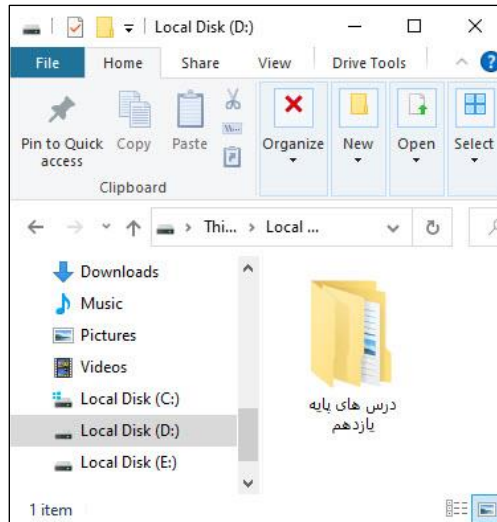 Local Disk (D:)
File Home Share View Drive Tools
Pin to Quick access
Copy
Paste
Organize
New
Open
Select
Clipboard
Thi... > Local ...
Downloads
Music
Pictures
Videos
Local Disk (C:)
Local Disk (D:)
Local Disk (E:)
درس های پایه
یازدهم
1 item